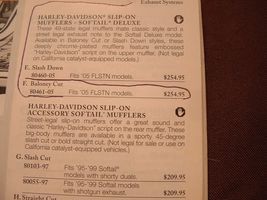 Exhaust Systems
HARLEY-DAVIDSON® SLIP-ON
MUFFLERS - SOFTAIL® DELUXE
These 49-state legal mufflers mate classic style and a
street legal exhaust note to the Softail Deluxe model.
Available in Baloney Cut or Slash Down styles, these
deeply chrome-plated mufflers feature embossed
"Harley-Davidson" script on the upper muffler. (Not legal
on California catalyst-equipped models.)
E. Slash Down
80460-05 Fits '05 FLSTN models. $254.95
F. Baloney Cut
80461-05 Fits '05 FLSTN models. $254.95
HARLEY-DAVIDSON® SLIP-ON
ACCESSORY SOFTAIL® MUFFLERS
Street-legal slip-on mufflers offer a great sound and
classic "Harley-Davidson" script on the rear muffler. These
big body mufflers are available in a sporty 45-degree
slash cut or bold straight cut. (Not legal for sale or use on
California catalyst-equipped vehicles.)
G. Slash Cut
80103-97 Fits '95-'99 Softail®
models with shorty duals. $209.95
80055-97 Fits '95-'99 Softail models
with shotgun exhaust. $209.95
H. Straight Cut